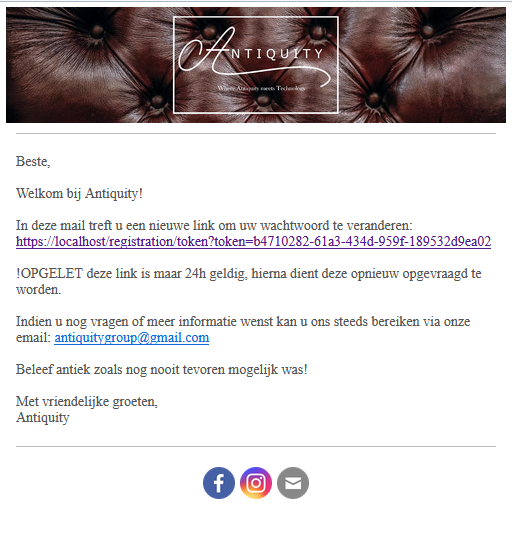 ANTIQUITY
Where Antiquity meets Technology
Beste,
Welkom bij Antiquity!
In deze mail treft u een nieuwe link om uw wachtwoord te veranderen:
https://localhost/registration/token?token=b4710282-61a3-434d-959f-189532d9ea02
!OPGELET deze link is maar 24h geldig, hierna dient deze opnieuw opgevraagd te
worden.
Indien u nog vragen of meer informatie wenst kan u ons steeds bereiken via onze
email: antiquitygroup@gmail.com
Beleef antiek zoals nog nooit tevoren mogelijk was!
Met vriendelijke groeten,
Antiquity